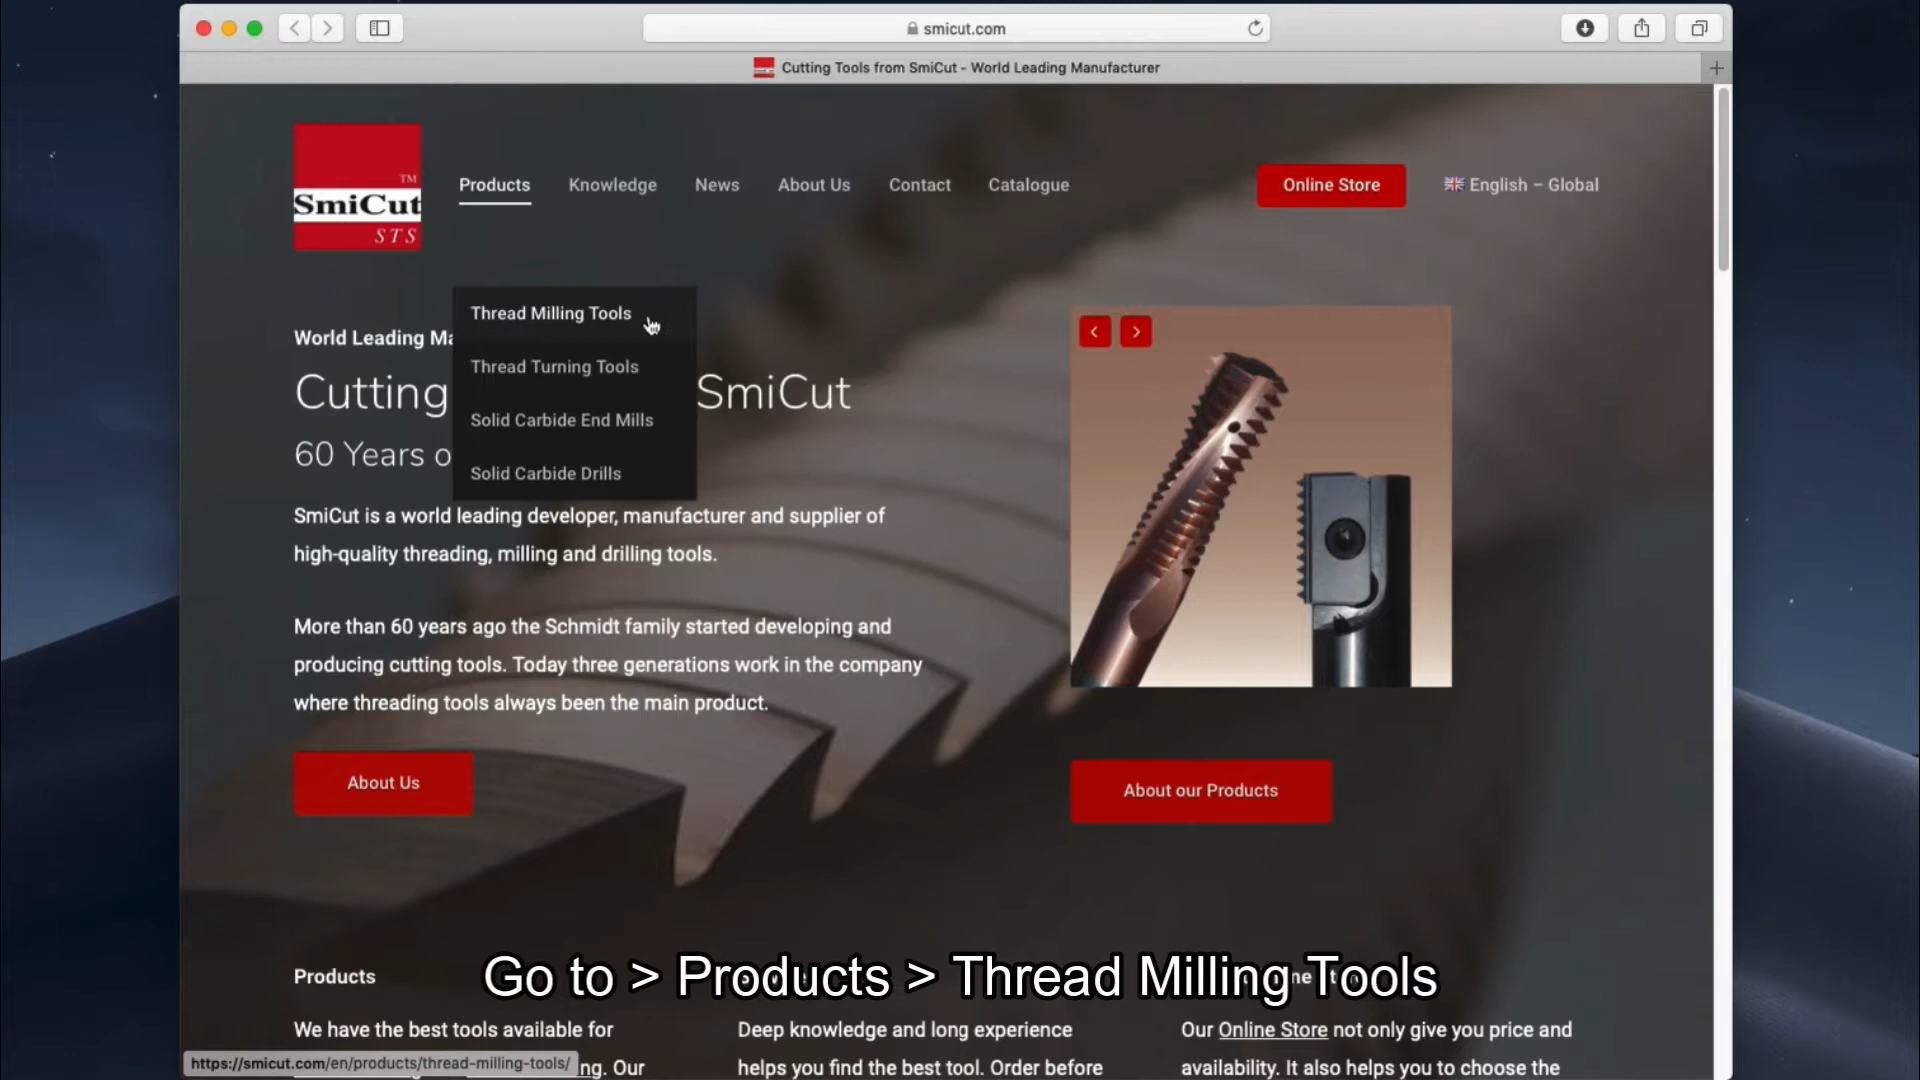 smicut.com
Cutting Tools from SmiCut - World Leading Manufacturer
TM
SmiCut
STS
Products
Knowledge
News
About Us
Contact
Catalogue
Online Store
English – Global
Thread Milling Tools
Thread Turning Tools
Solid Carbide End Mills
Solid Carbide Drills
World Leading
Cutting SmiCut
60 Years
SmiCut is a world leading developer, manufacturer and supplier of
high-quality threading, milling and drilling tools.
More than 60 years ago the Schmidt family started developing and
producing cutting tools. Today three generations work in the company
where threading tools always been the main product.
About Us
About our Products
Go to > Products > Thread Milling Tools
Products
We have the best tools available for
Our
Deep knowledge and long experience
helps you find the best tool. Order before
Our Online Store not only give you price and
availability. It also helps you to choose the
https://smicut.com/en/products/thread-milling-tools/